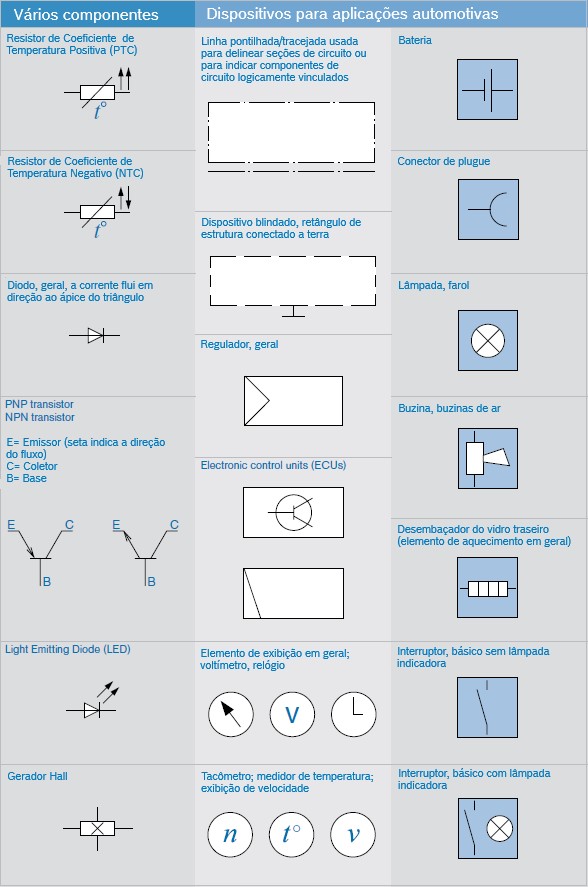 Vários componentes
Resistor de Coeficiente de
Temperatura Positiva (PTC)
t°
Resistor de Coeficiente de
Temperatura Negativo (NTC)
t°
Diodo, geral, a corrente flui em
direção ao ápice do triângulo
PNP transistor
NPN transistor
E= Emissor (seta indica a direção
do fluxo)
C= Coletor
B= Base
E C E C
B B
Light Emitting Diode (LED)
Gerador Hall
Dispositivos para aplicações automotivas
Linha pontilhada/tracejada usada
para delinear seções de circuito ou
para indicar componentes de
circuito logicamente vinculados
Dispositivo blindado, retângulo de
estrutura conectado a terra
Regulador, geral
Electronic control units (ECUs)
Elemento de exibição em geral;
voltímetro, relógio
V
Tacômetro; medidor de temperatura;
exibição de velocidade
n t° v
Bateria
Conector de plugue
Lâmpada, farol
Buzina, buzinas de ar
Desembaçador do vidro traseiro
(elemento de aquecimento em geral)
Interruptor, básico sem lâmpada
indicadora
Interruptor, básico com lâmpada
indicadora